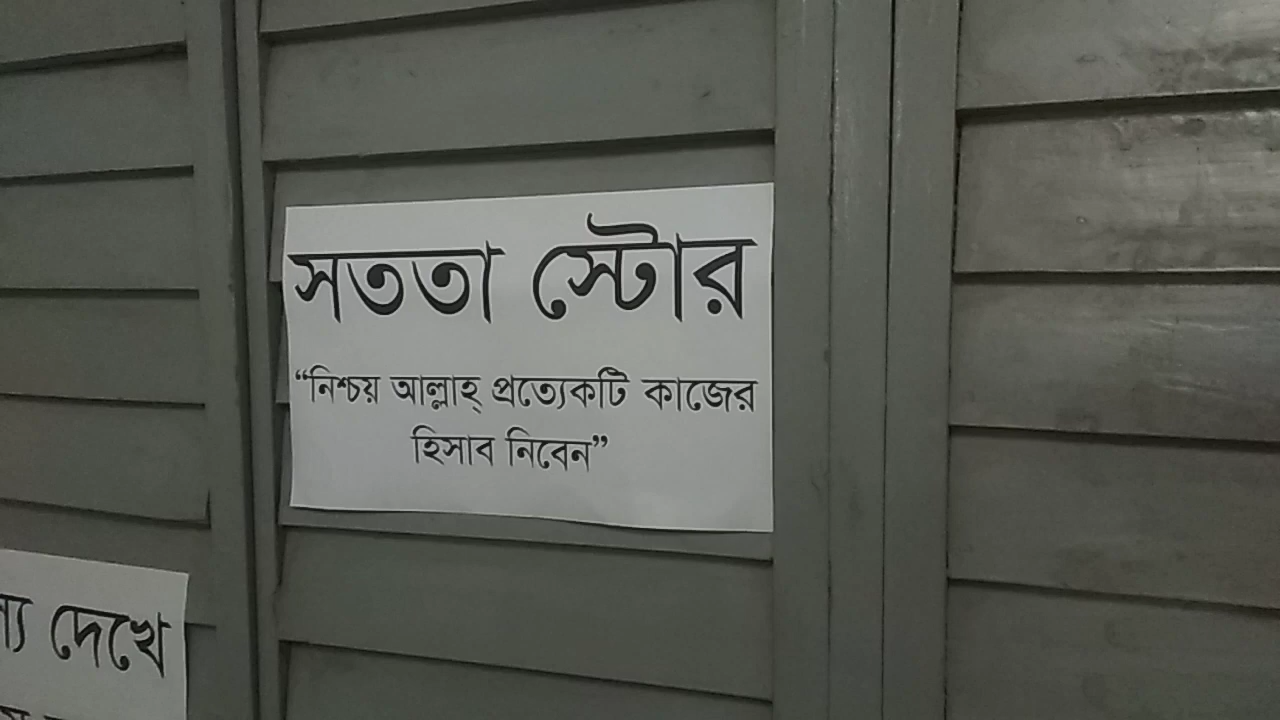 সততা স্টোর
“নিশ্চয় আল্লাহ্ প্রত্যেকটি কাজের
হিসাব নিবেন”
দেখে